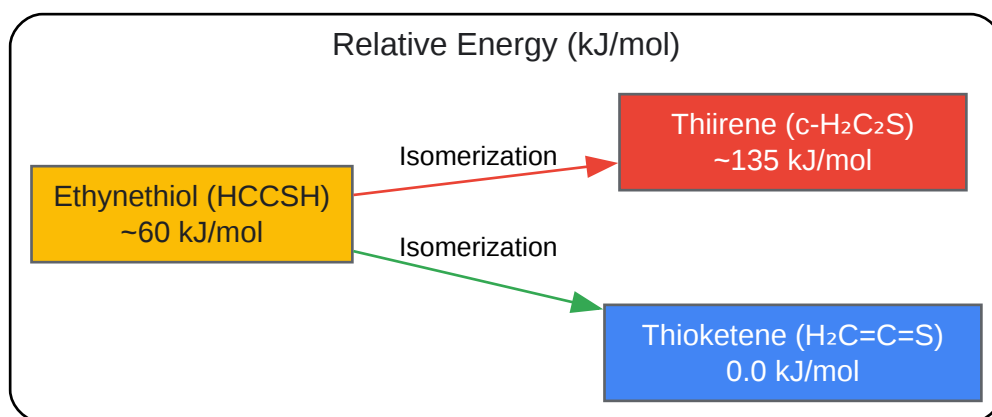 Relative Energy (kJ/mol)
Thiirene (c-H₂C₂S)
~135 kJ/mol
Isomerization
Ethynethiol (HCCSH)
~60 kJ/mol
Isomerization
Thioketene (H₂C=C=S)
0.0 kJ/mol